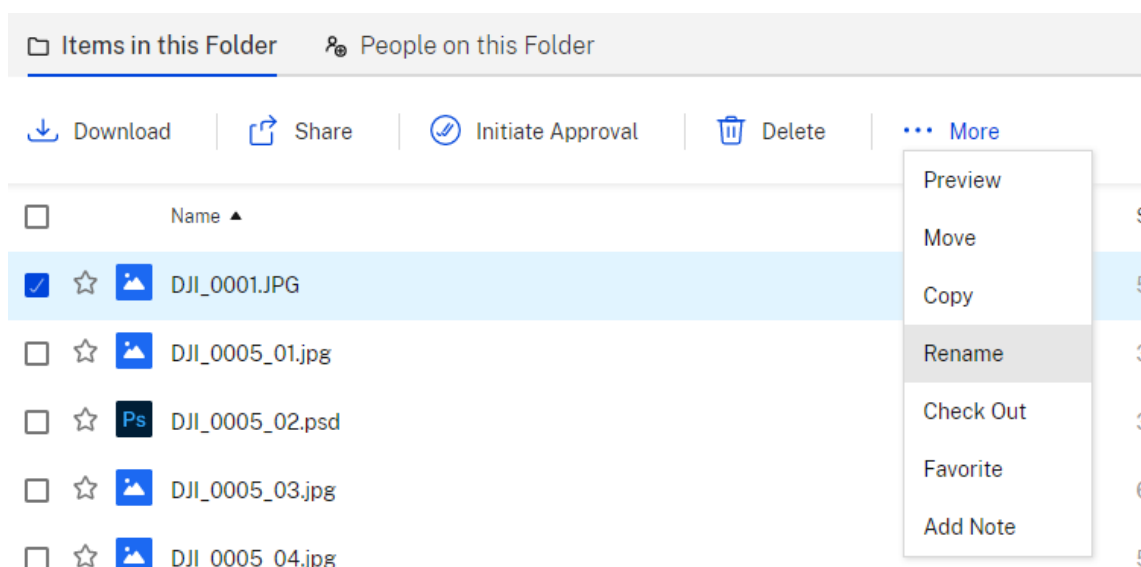 Items in this Folder People on this Folder
Download Share Initiate Approval Delete ··· More
Preview
Name ▲
Move
DJI_0001.JPG
Copy
DJI_0005_01.jpg
Rename
Check Out
Ps DJI_0005_02.psd
Favorite
DJI_0005_03.jpg
Add Note
DJI_0005_04.jpg